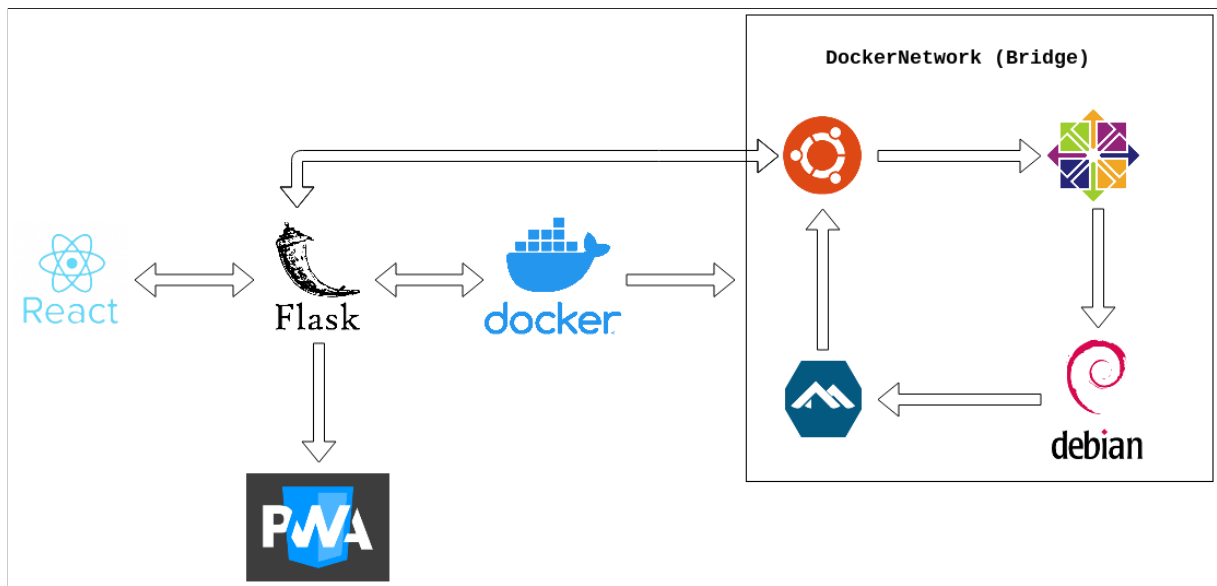 DockerNetwork (Bridge)
React
Flask
docker
debian
PWA